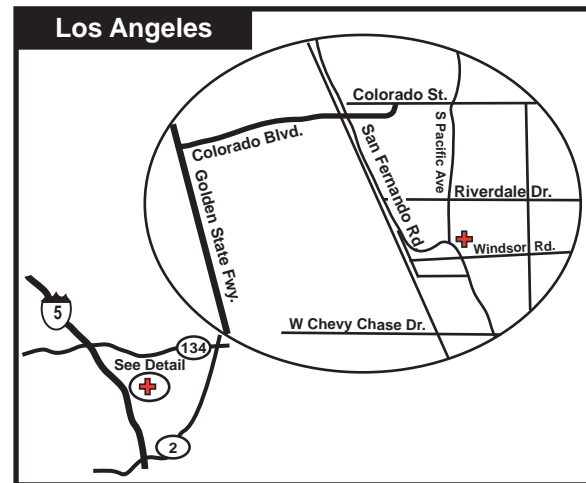 Los Angeles
Colorado St.
S Pacific Ave
Colorado Blvd.
San Fernando Rd
Golden State Fwy.
Riverdale Dr.
Windsor Rd.
W Chevy Chase Dr.
5
134
See Detail
2